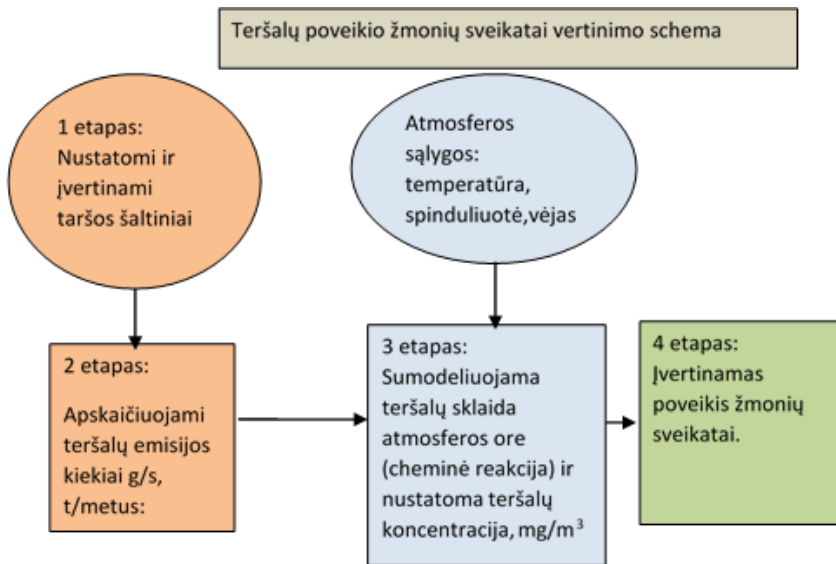 Teršalų poveikio žmonių sveikatai vertinimo schema
1 etapas:
Nustatomi ir
įvertinami
taršos šaltiniai
Atmosferos
sąlygos:
temperatūra,
spinduliuotė,vėjas
2 etapas:
Apskaičiuojami
teršalų emisijos
kiekiai g/s,
t/metus:
3 etapas:
Sumodeliuojama
teršalų sklaida
atmosferos ore
(cheminė reakcija) ir
nustatoma teršalų
koncentracija, mg/m³
4 etapas:
Įvertinamas
poveikis žmonių
sveikatai.